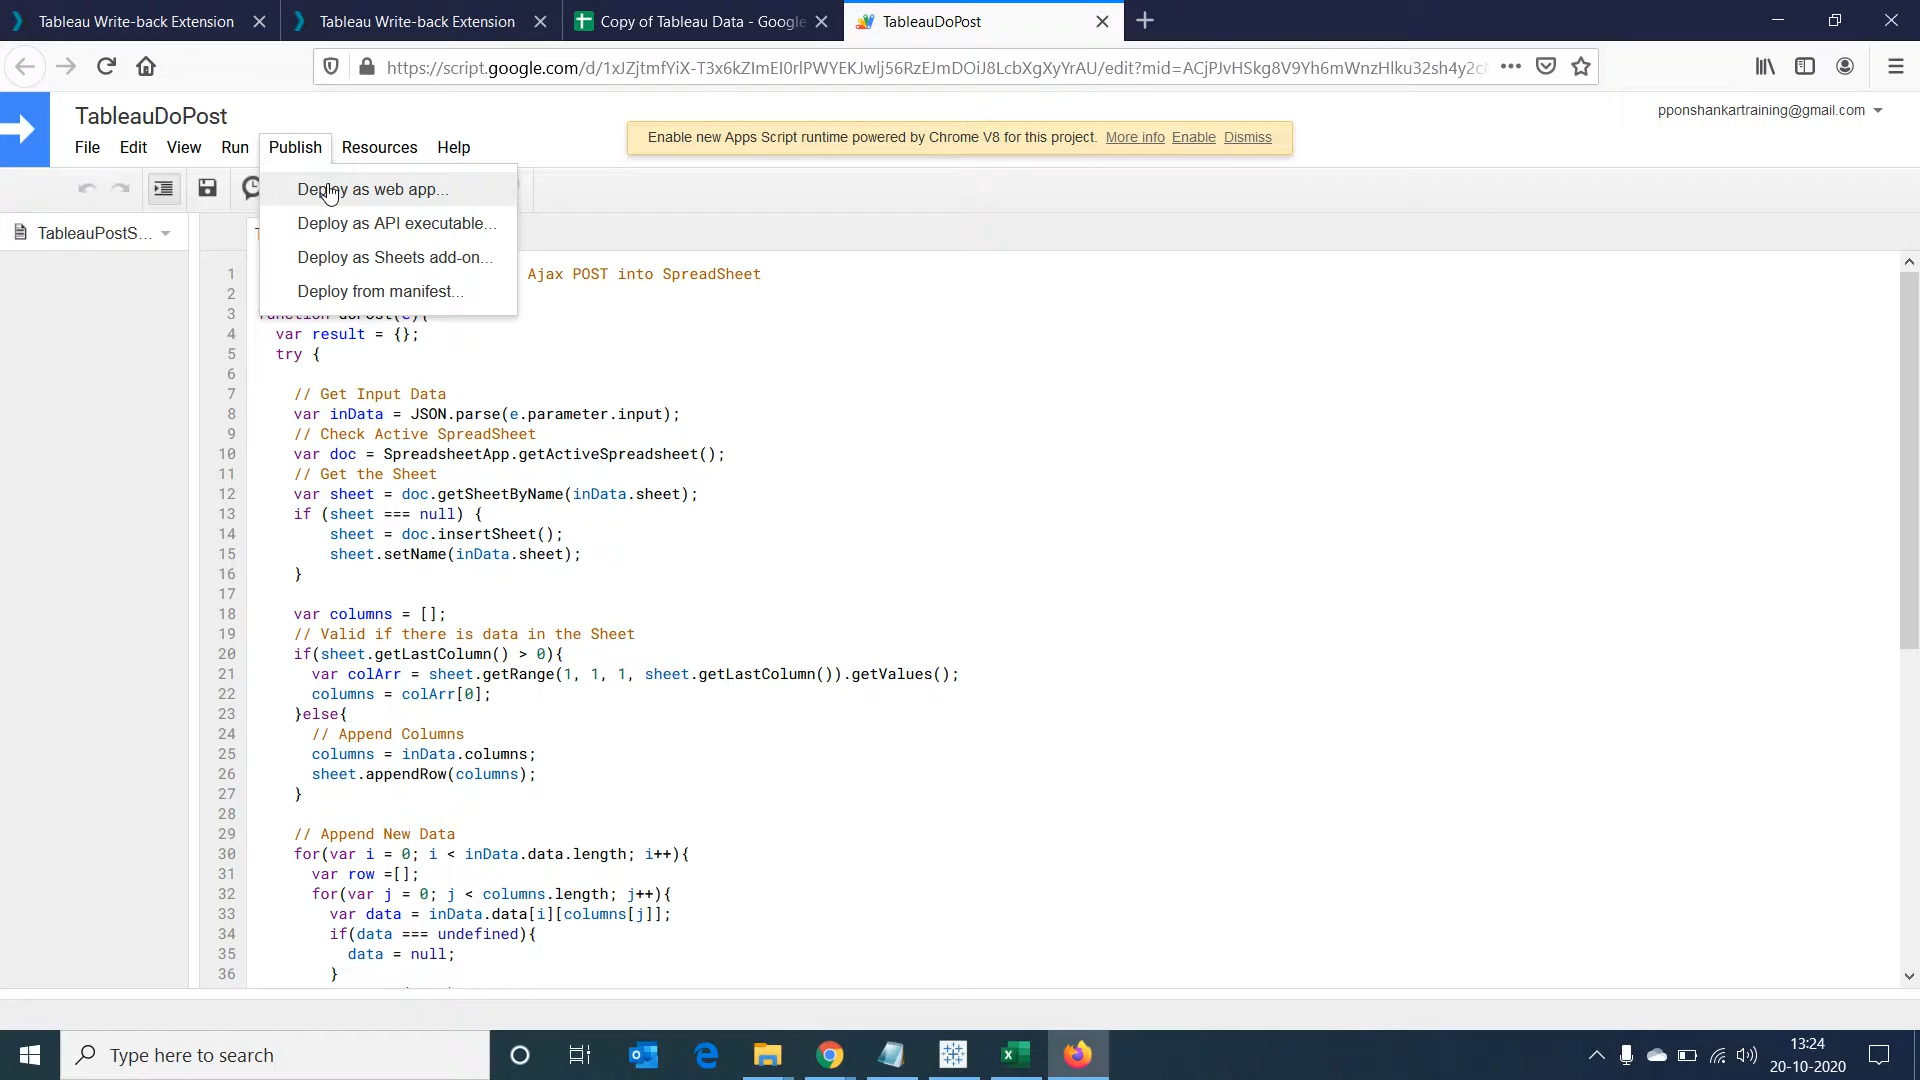 Tableau Write-back Extension
Tableau Write-back Extension
Copy of Tableau Data - Google
TableauDoPost
https://script.google.com/d/1xJZjtmfYiX-T3x6kZImEI0rlPWYEKJwlj56RzEJmDOiJ8LcbXgXyYrAU/edit?mid=ACjPJvHSkg8V9Yh6mWnzHlku32sh4y2cl
TableauDoPost
pponshankartraining@gmail.com
File Edit View Run Publish Resources Help
Enable new Apps Script runtime powered by Chrome V8 for this project. More info Enable Dismiss
Deploy as web app...
Deploy as API executable...
Deploy as Sheets add-on...
Deploy from manifest...
TableauPostS...
1 Ajax POST into SpreadSheet
2
3 function doPost(e){
4 var result = {};
5 try {
6
7 // Get Input Data
8 var inData = JSON.parse(e.parameter.input);
9 // Check Active SpreadSheet
10 var doc = SpreadsheetApp.getActiveSpreadsheet();
11 // Get the Sheet
12 var sheet = doc.getSheetByName(inData.sheet);
13 if (sheet === null) {
14 sheet = doc.insertSheet();
15 sheet.setName(inData.sheet);
16 }
17
18 var columns = [];
19 // Valid if there is data in the Sheet
20 if(sheet.getLastColumn() > 0){
21 var colArr = sheet.getRange(1, 1, 1, sheet.getLastColumn()).getValues();
22 columns = colArr[0];
23 }else{
24 // Append Columns
25 columns = inData.columns;
26 sheet.appendRow(columns);
27 }
28
29 // Append New Data
30 for(var i = 0; i < inData.data.length; i++){
31 var row =[];
32 for(var j = 0; j < columns.length; j++){
33 var data = inData.data[i][columns[j]];
34 if(data === undefined){
35 data = null;
36 }
Type here to search
13:24
20-10-2020